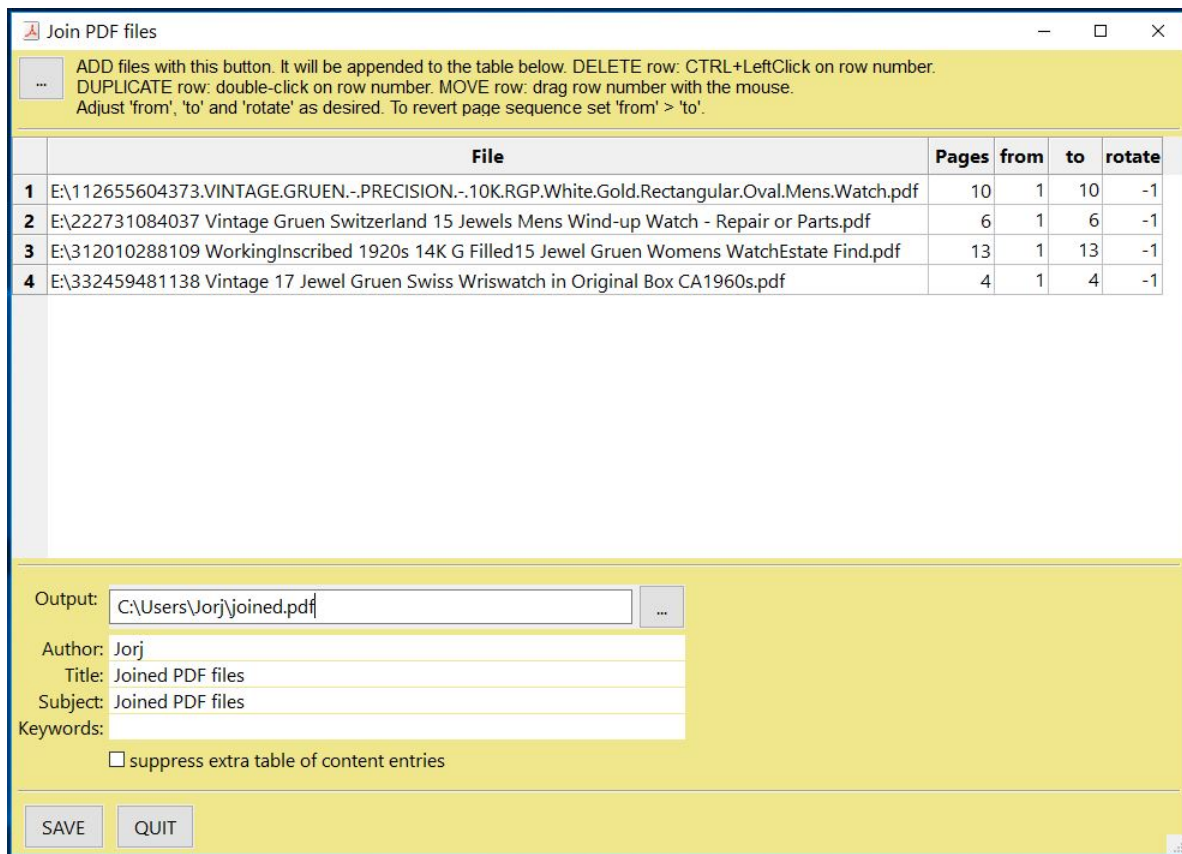 Join PDF files
... ADD files with this button. It will be appended to the table below. DELETE row: CTRL+LeftClick on row number.
DUPLICATE row: double-click on row number. MOVE row: drag row number with the mouse.
Adjust 'from', 'to' and 'rotate' as desired. To revert page sequence set 'from' > 'to'.
File Pages from to rotate
1 E:\112655604373.VINTAGE.GRUEN.-.PRECISION.-.10K.RGP.White.Gold.Rectangular.Oval.Mens.Watch.pdf 10 1 10 -1
2 E:\222731084037 Vintage Gruen Switzerland 15 Jewels Mens Wind-up Watch - Repair or Parts.pdf 6 1 6 -1
3 E:\312010288109 WorkingInscribed 1920s 14K G Filled15 Jewel Gruen Womens WatchEstate Find.pdf 13 1 13 -1
4 E:\332459481138 Vintage 17 Jewel Gruen Swiss Wriswatch in Original Box CA1960s.pdf 4 1 4 -1
Output: C:\Users\Jorj\joined.pdf ...
Author: Jorj
Title: Joined PDF files
Subject: Joined PDF files
Keywords:
suppress extra table of content entries
SAVE QUIT